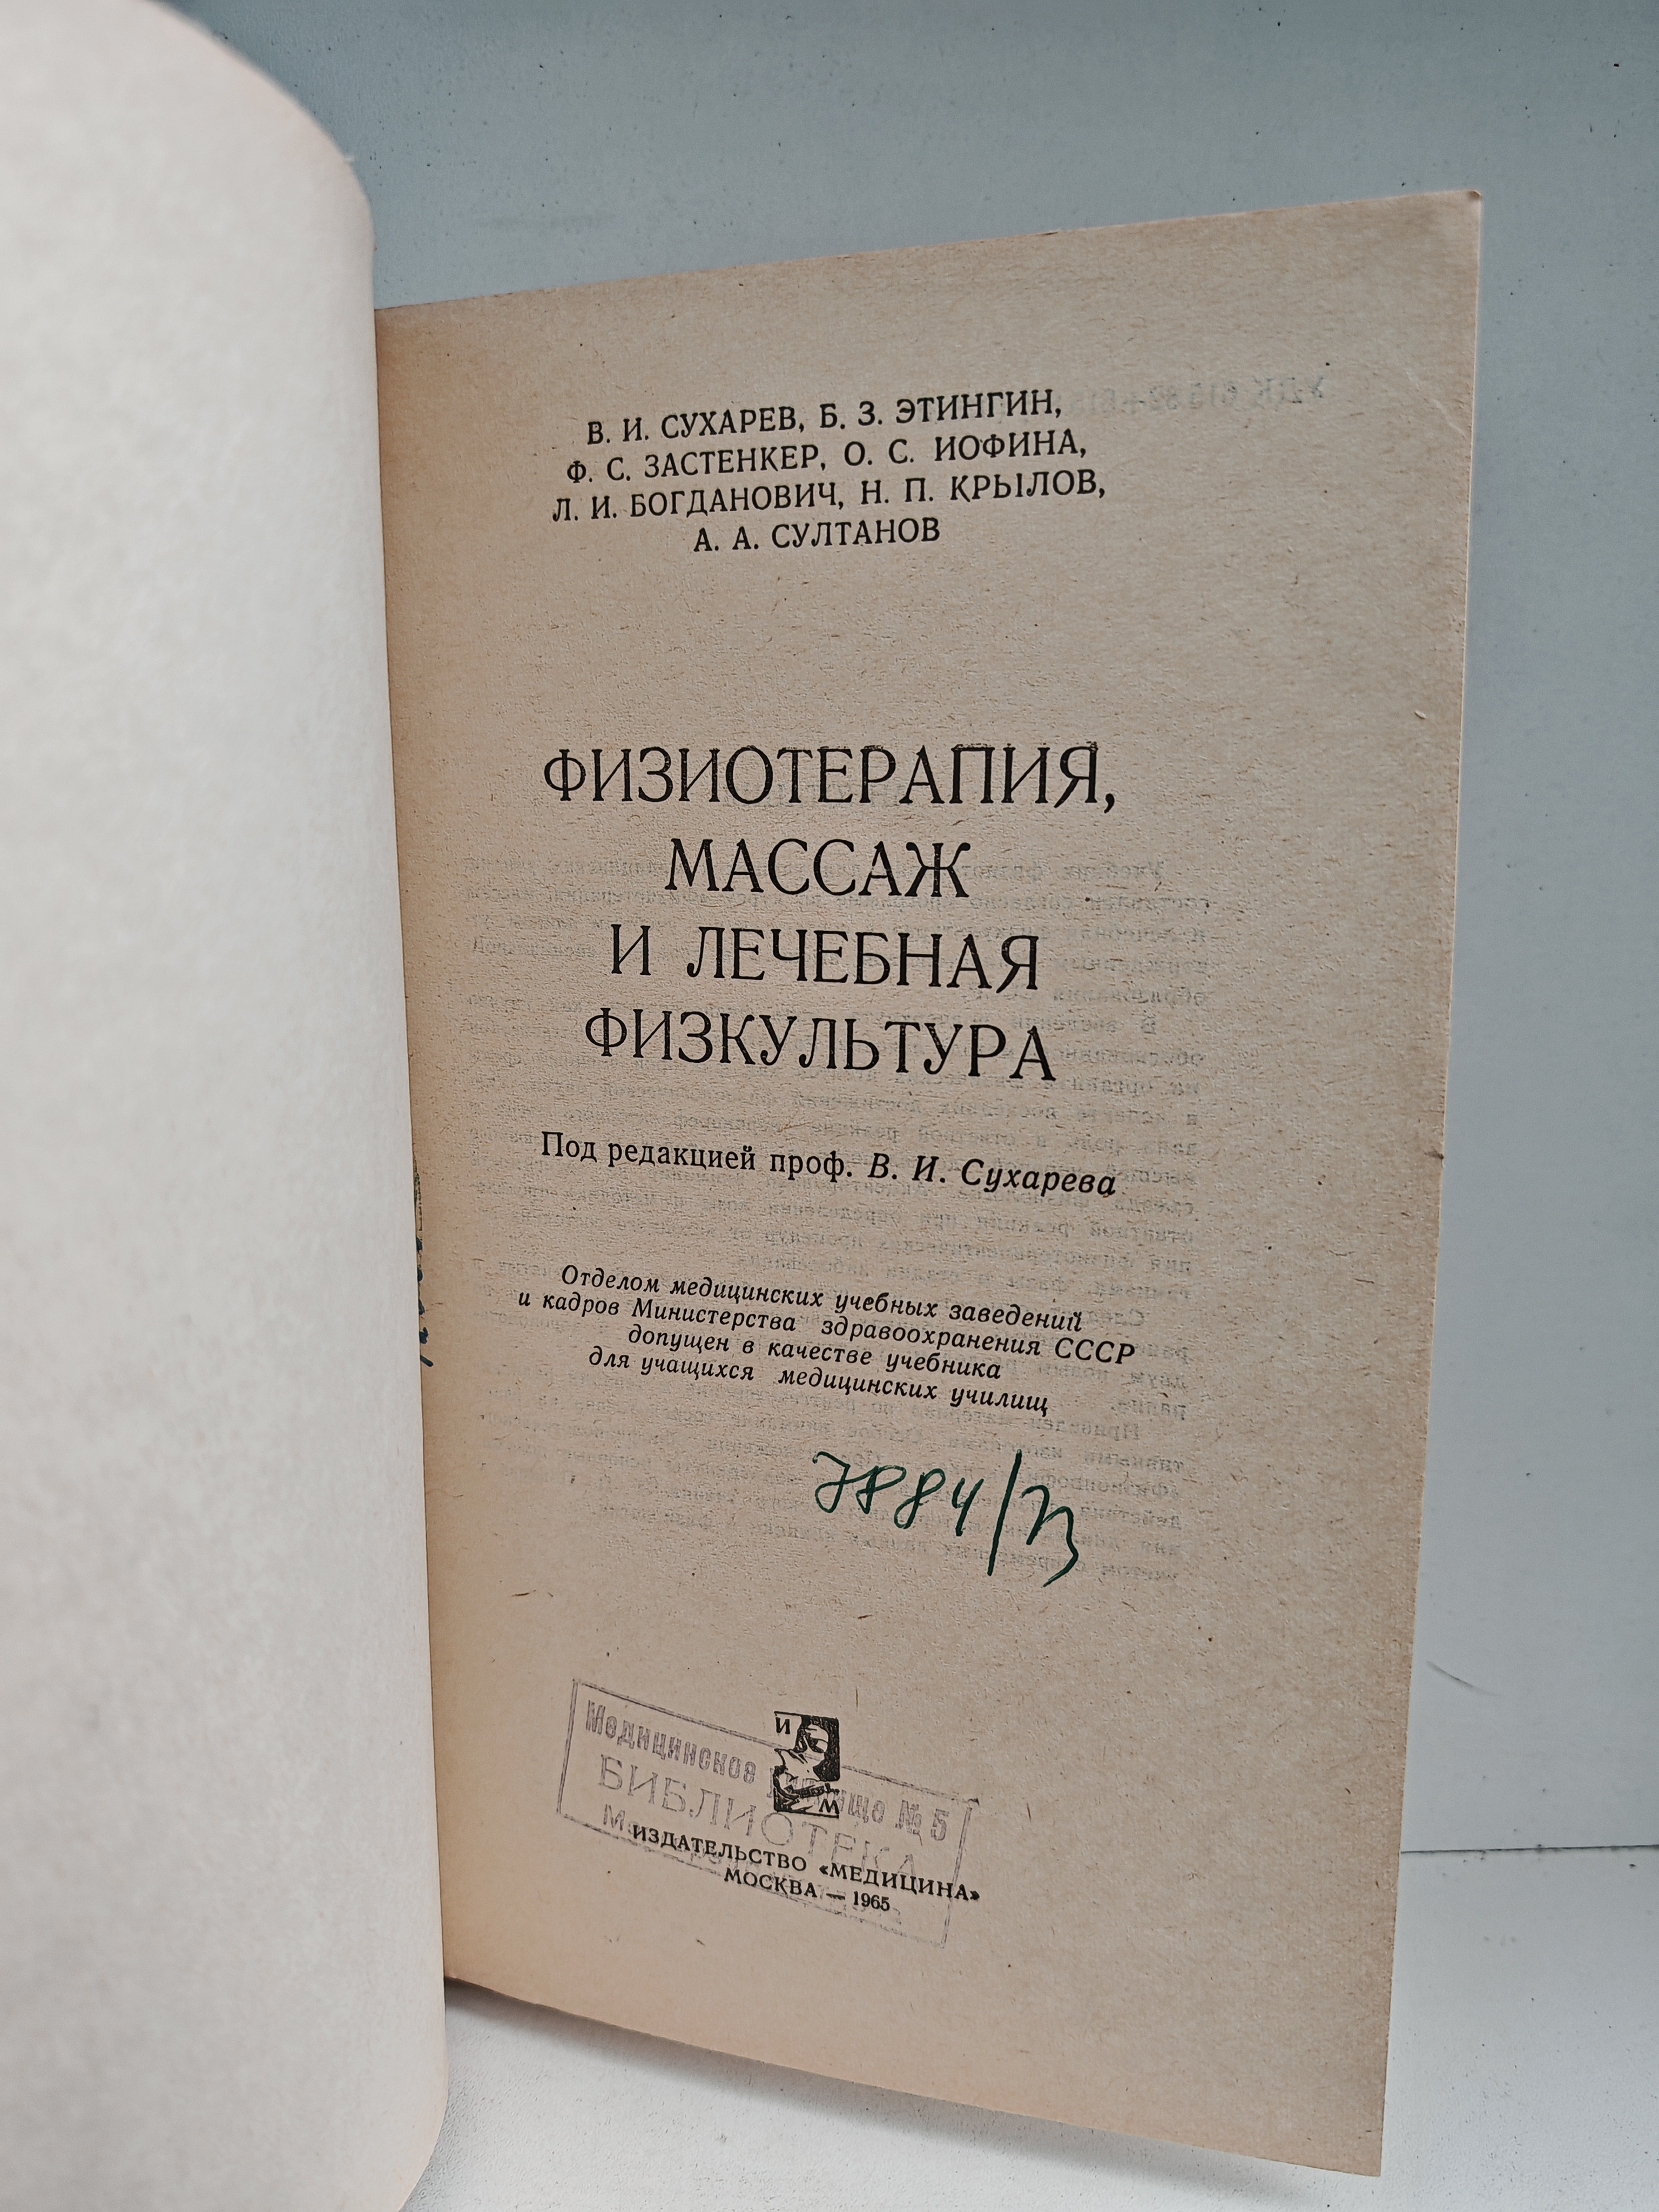 В. И. СУХАРЕВ, Б. З. ЭТИНГИН,
Ф. С. ЗАСТЕНКЕР, О. С. ИОФИНА,
Л. И. БОГДАНОВИЧ, Н. П. КРЫЛОВ,
А. А. СУЛТАНОВ
ФИЗИОТЕРАПИЯ,
МАССАЖ
И ЛЕЧЕБНАЯ
ФИЗКУЛЬТУРА
Под редакцией проф. В. И. Сухарева
Отделом медицинских учебных заведений
и кадров Министерства здравоохранения СССР
допущен в качестве учебника
для учащихся медицинских училищ
7884/
И
М
Медицинское училище № 5
БИБЛИОТЕКА
ИЗДАТЕЛЬСТВО «МЕДИЦИНА»
МОСКВА — 1965